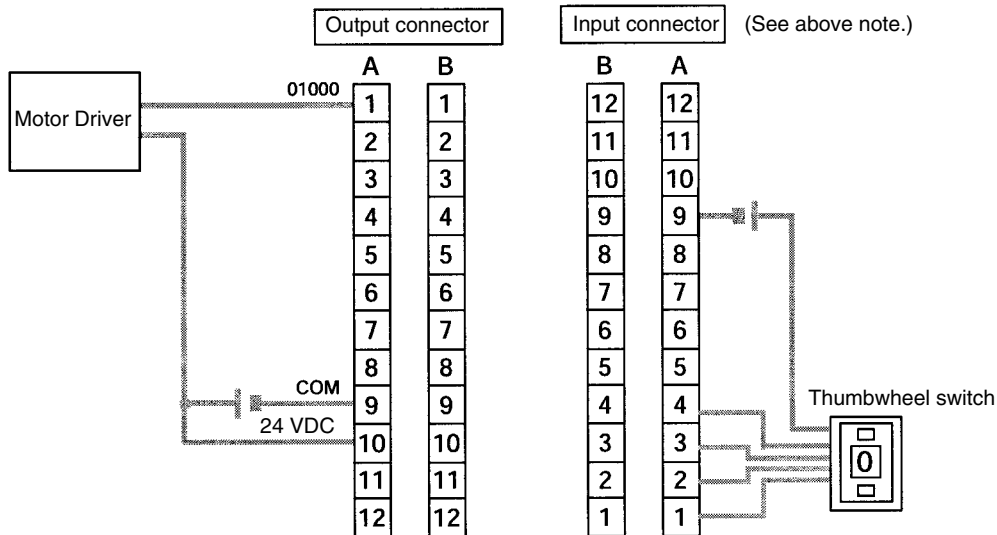 Output connector
Input connector (See above note.)
A B B A
01000 1 1 12 12
Motor Driver
2 2 11 11
3 3 10 10
4 4 9 9
5 5 8 8
6 6 7 7
7 7 6 6
8 8 5 5
COM 9 9 4 4 Thumbwheel switch
24 VDC
10 10 3 3
0
11 11 2 2
12 12 1 1